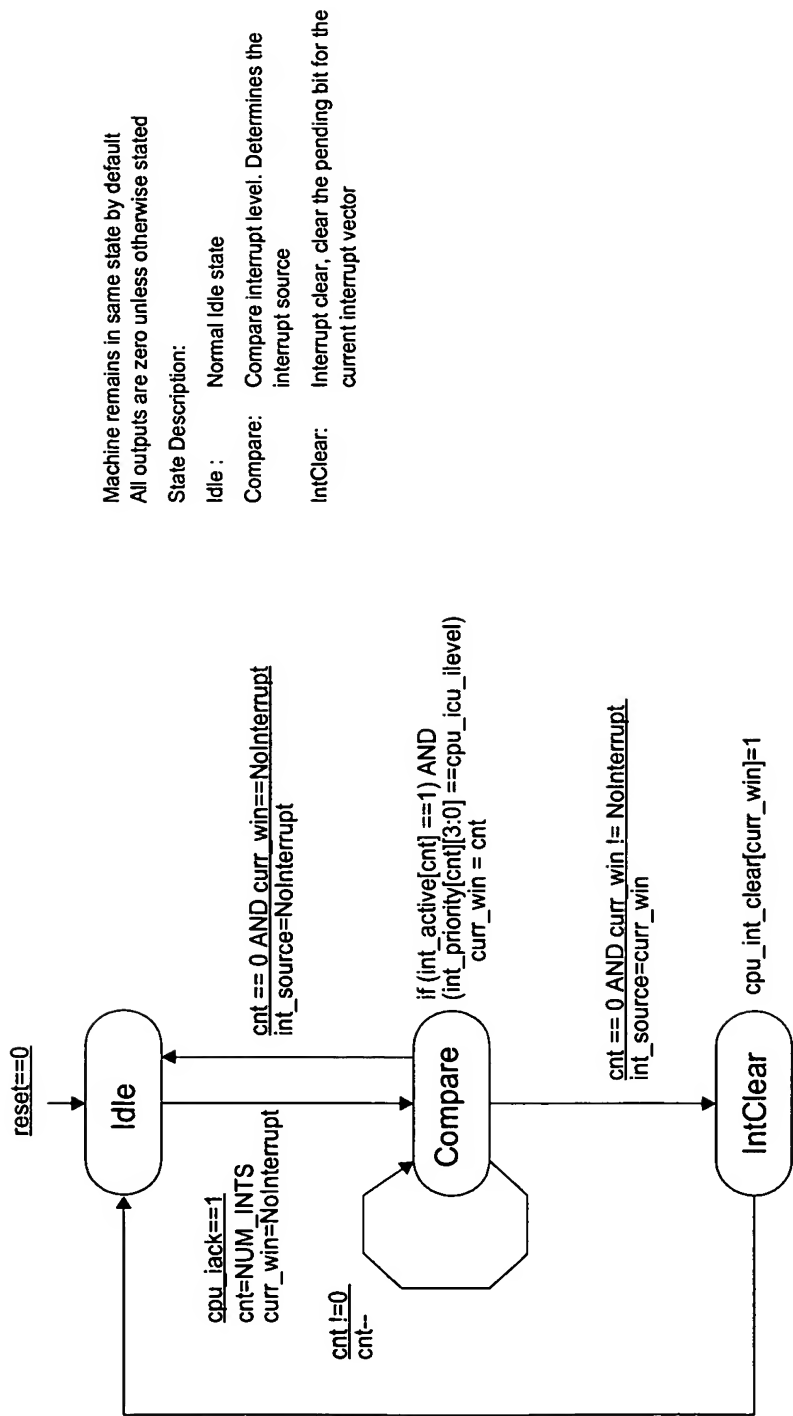 reset==0
Idle
cpu_iack==1
cnt=NUM_INTS
curr_win=NoInterrupt
cnt == 0 AND curr_win==NoInterrupt
int_source=NoInterrupt
cnt !=0
cnt--
Compare
if (int_active[cnt] ==1) AND
(int_priority[cnt][3:0] ==cpu_icu_ilevel)
curr_win = cnt
cnt == 0 AND curr_win != NoInterrupt
int_source=curr_win
IntClear
cpu_int_clear[curr_win]=1
Machine remains in same state by default
All outputs are zero unless otherwise stated
State Description:
Idle : Normal Idle state
Compare: Compare interrupt level. Determines the
interrupt source
IntClear: Interrupt clear, clear the pending bit for the
current interrupt vector